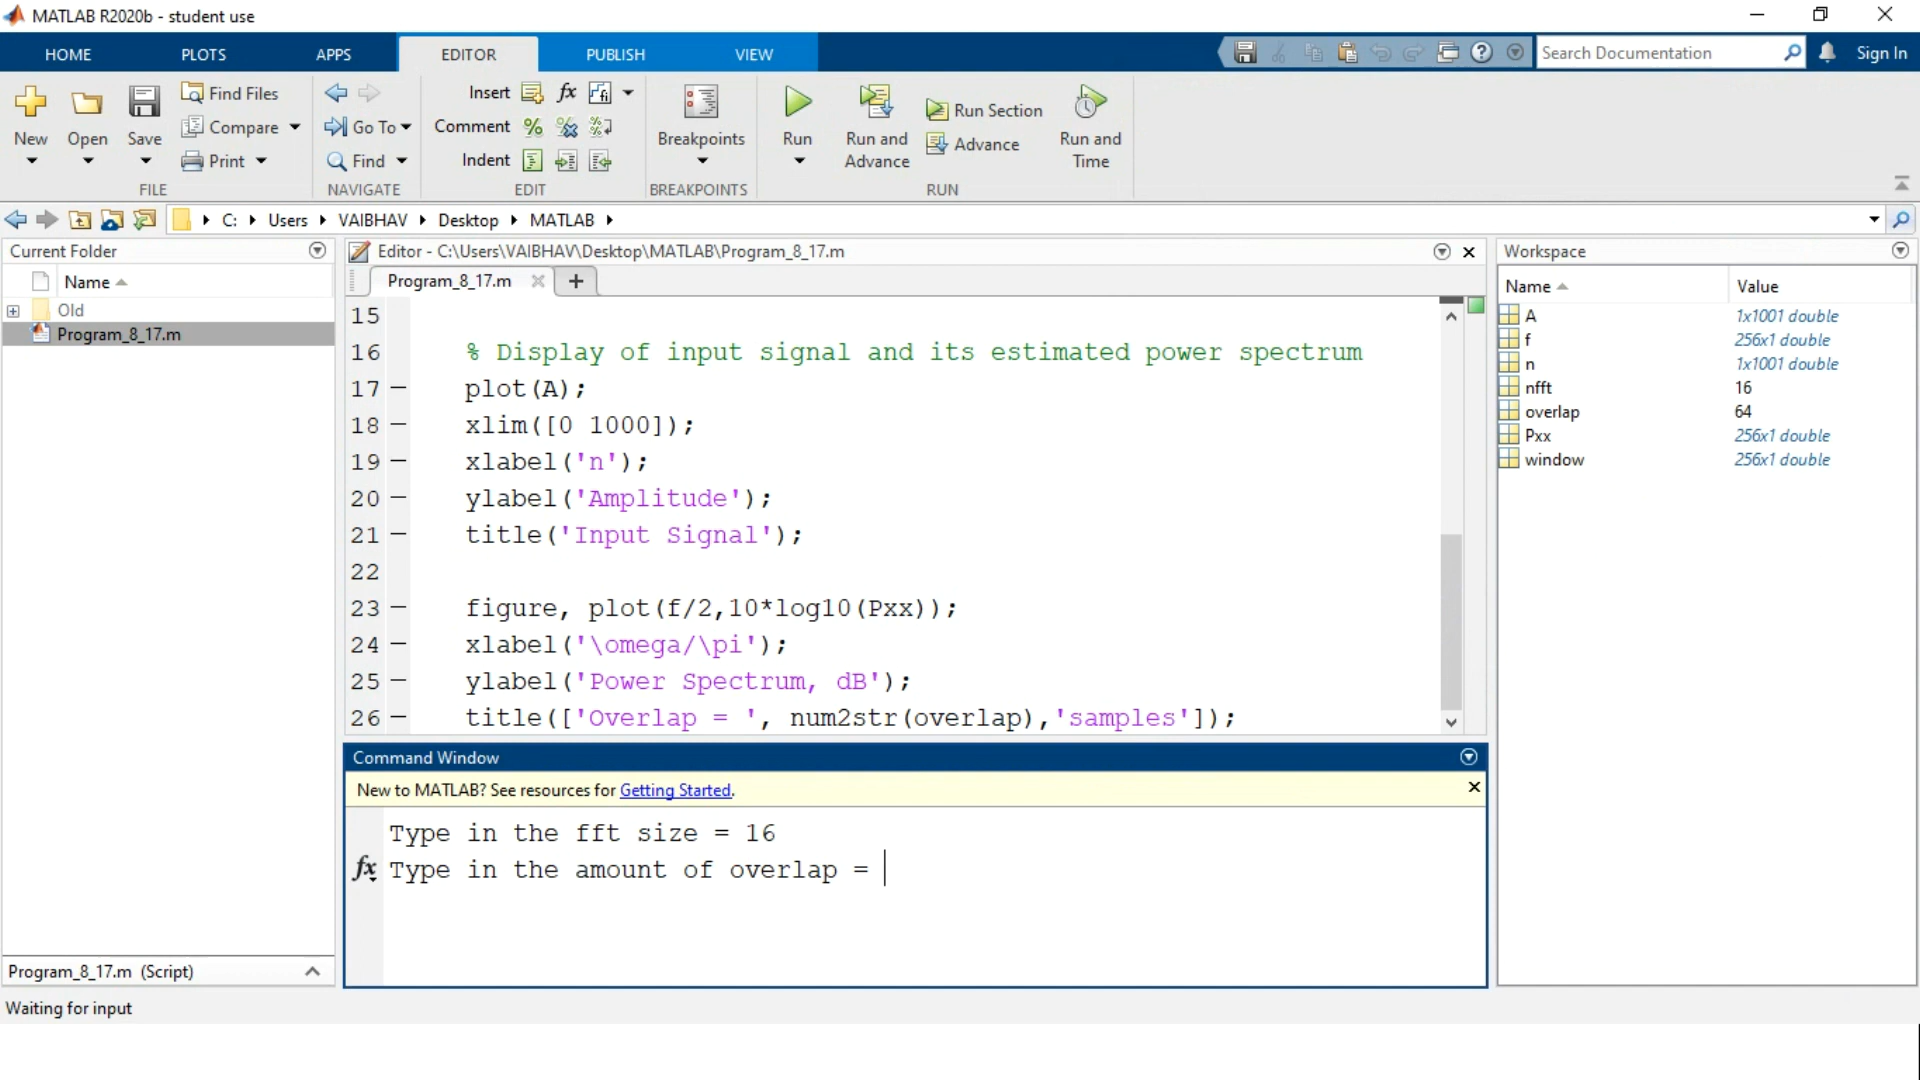 MATLAB R2020b - student use
HOME PLOTS APPS EDITOR PUBLISH VIEW
Search Documentation
Sign In
New
Open
Save
Find Files
Compare
Print
FILE
Go To
Find
NAVIGATE
Insert fx
Comment
Indent
EDIT
Breakpoints
BREAKPOINTS
Run
Run and
Advance
Run Section
Advance
Run and
Time
RUN
C: Users VAIBHAV Desktop MATLAB
Current Folder
Name
Old
Program_8_17.m
Program_8_17.m (Script)
Editor - C:\Users\VAIBHAV\Desktop\MATLAB\Program_8_17.m
Program_8_17.m
15
16 % Display of input signal and its estimated power spectrum
17 – plot(A);
18 – xlim([0 1000]);
19 – xlabel('n');
20 – ylabel('Amplitude');
21 – title('Input Signal');
22
23 – figure, plot(f/2,10*log10(Pxx));
24 – xlabel('\omega/\pi');
25 – ylabel('Power Spectrum, dB');
26 – title(['Overlap = ', num2str(overlap),'samples']);
Command Window
New to MATLAB? See resources for Getting Started.
Type in the fft size = 16
fx Type in the amount of overlap =
Workspace
Name Value
A 1x1001 double
f 256x1 double
n 1x1001 double
nfft 16
overlap 64
Pxx 256x1 double
window 256x1 double
Waiting for input